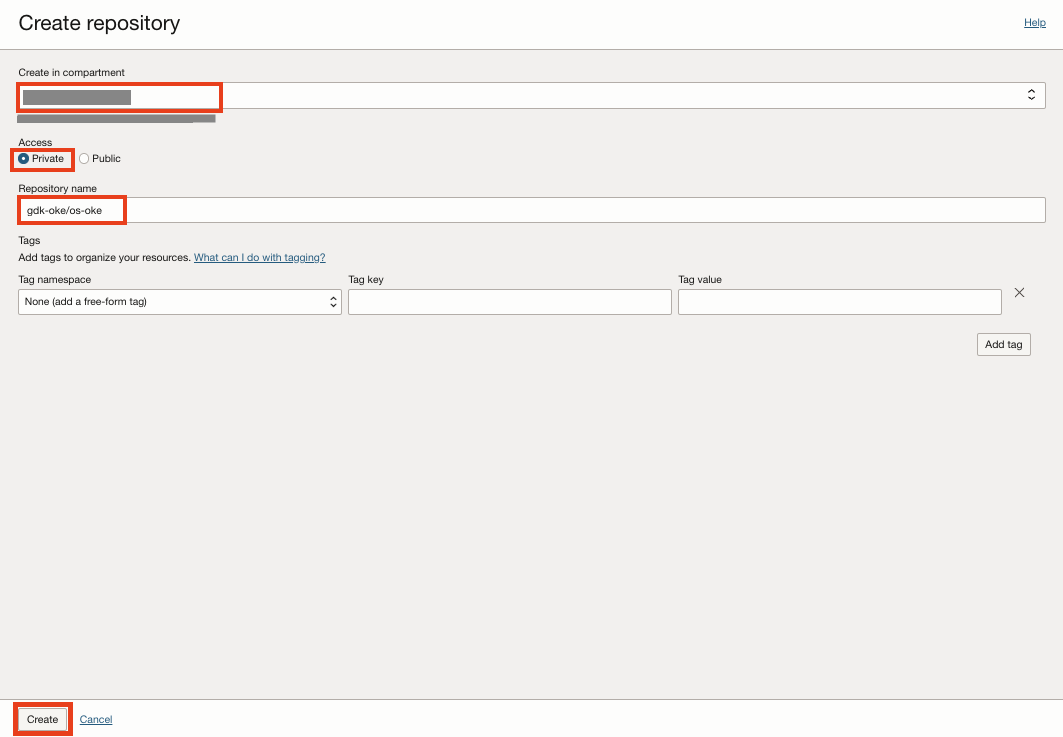 Create repository
Help
Create in compartment
Access
Private Public
Repository name
gdk-oke/os-oke
Tags
Add tags to organize your resources. What can I do with tagging?
Tag namespace Tag key Tag value
None (add a free-form tag)
Add tag
Create Cancel